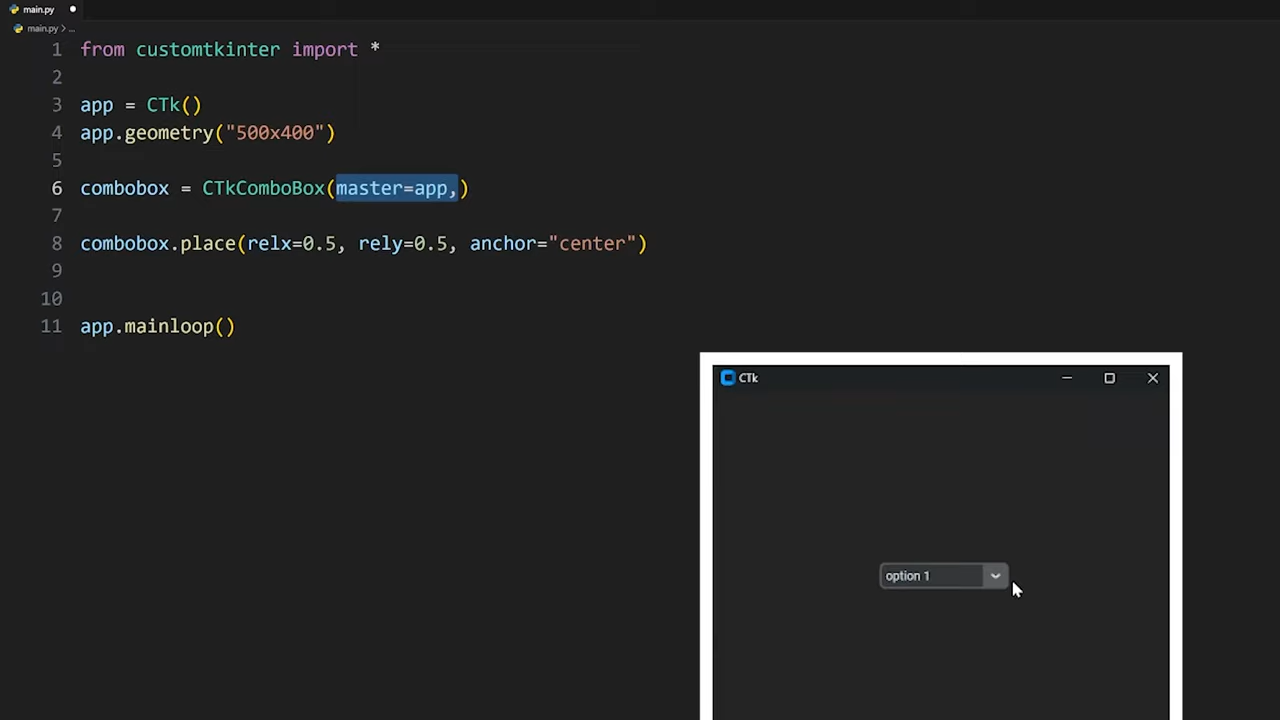 main.py
main.py > ...
1 from customtkinter import *
2
3 app = CTk()
4 app.geometry("500x400")
5
6 combobox = CTkComboBox(master=app,)
7
8 combobox.place(relx=0.5, rely=0.5, anchor="center")
9
10
11 app.mainloop()
CTk
option 1